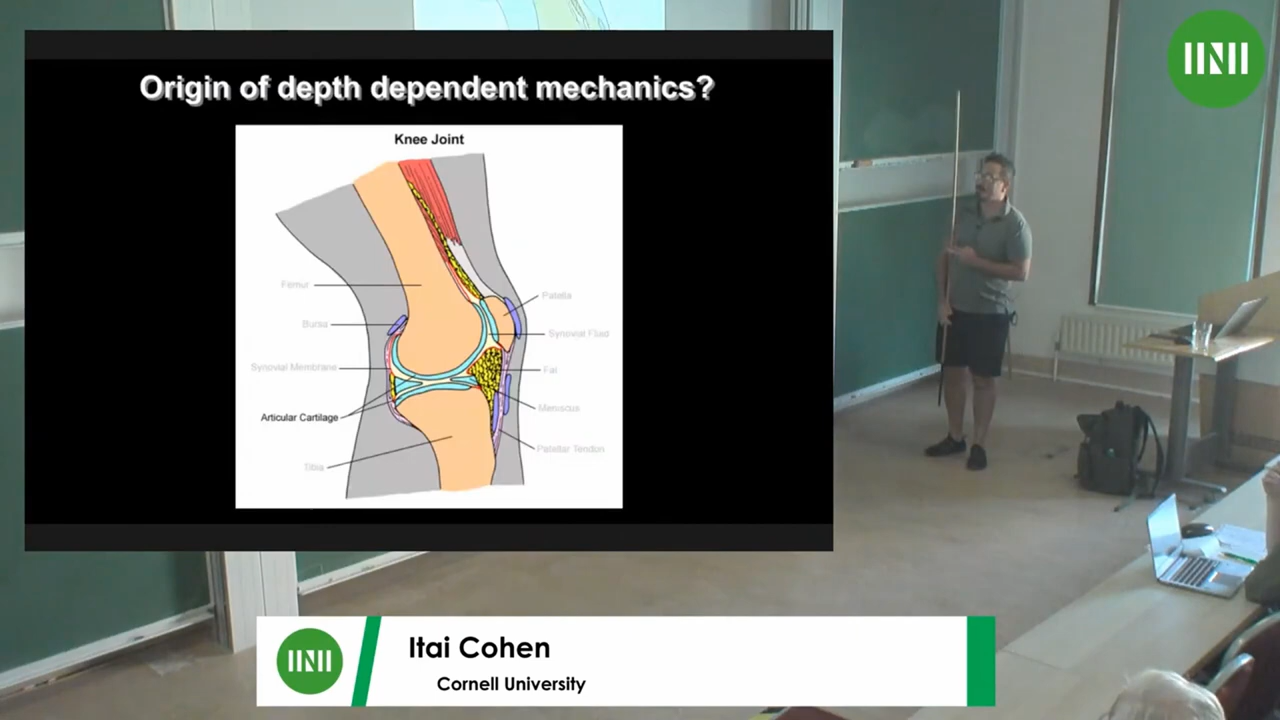 Origin of depth dependent mechanics?
Knee Joint
Femur
Bursa
Synovial Membrane
Articular Cartilage
Tibia
Patella
Synovial Fluid
Fat
Meniscus
Patellar Tendon
Itai Cohen
Cornell University